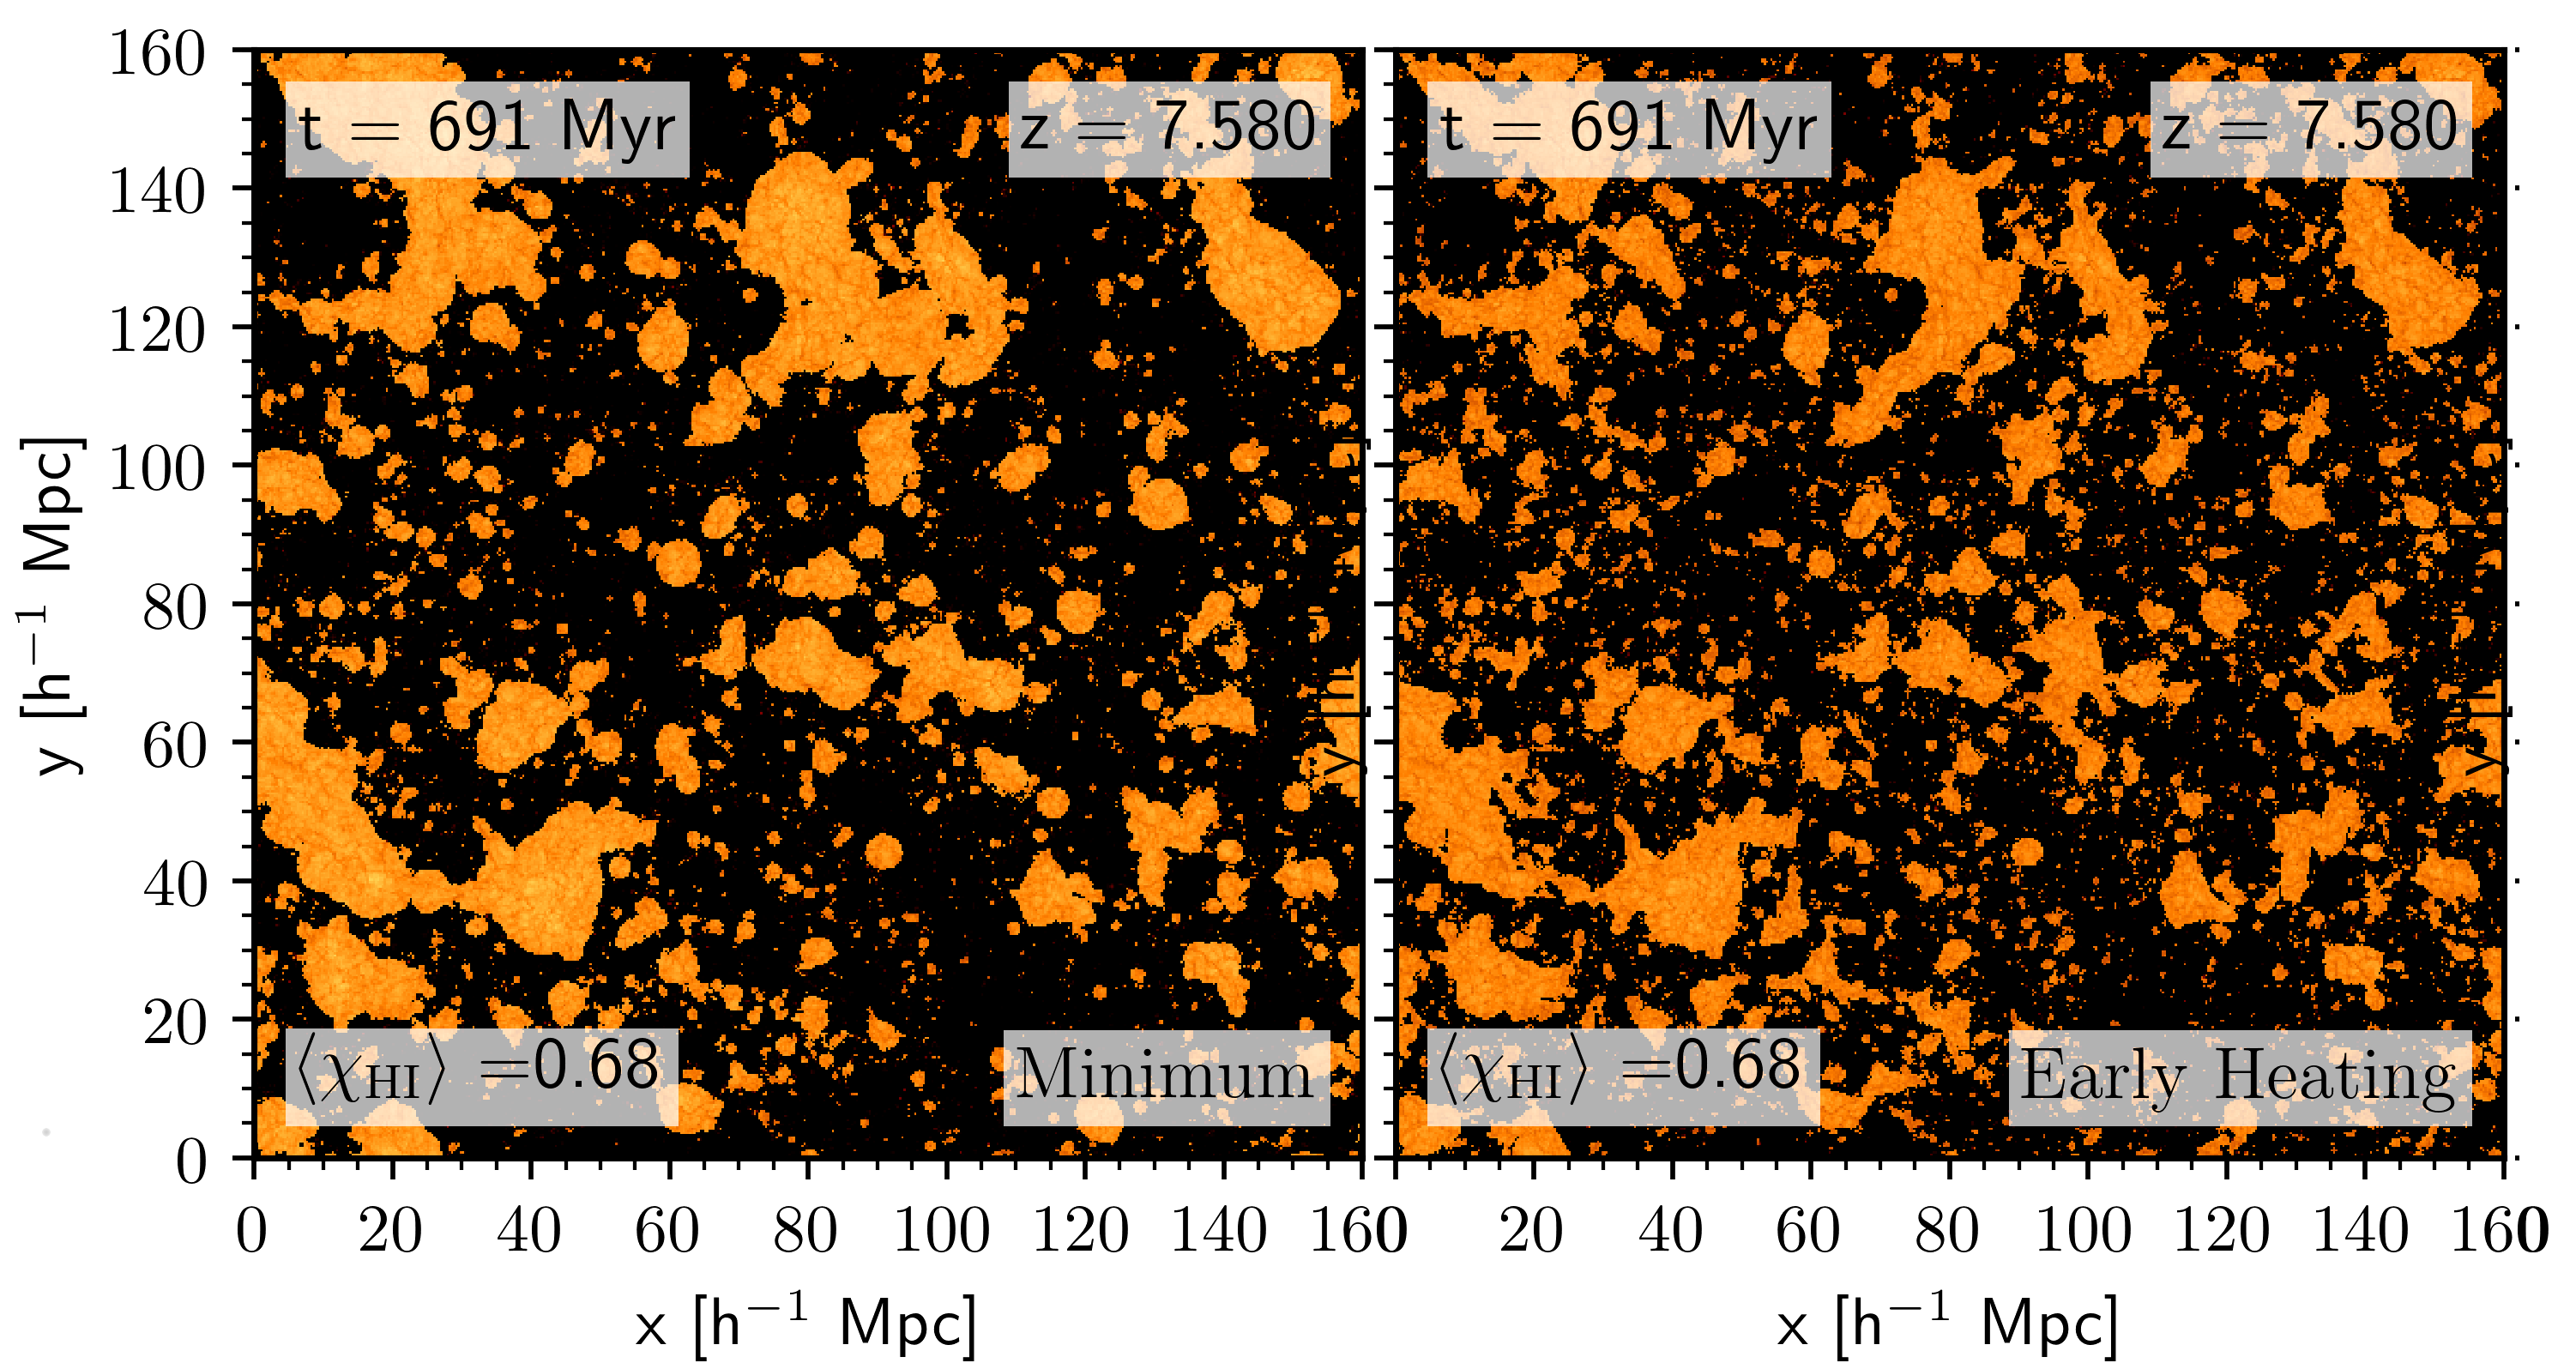 160
140
120
100
80
60
40
20
0
y [h⁻¹ Mpc]
t = 691 Myr
z = 7.580
⟨χHI⟩ =0.68
Minimum
0 20 40 60 80 100 120 140 160
x [h⁻¹ Mpc]
t = 691 Myr
z = 7.580
⟨χHI⟩ =0.68
Early Heating
0 20 40 60 80 100 120 140 160
0
x [h⁻¹ Mpc]